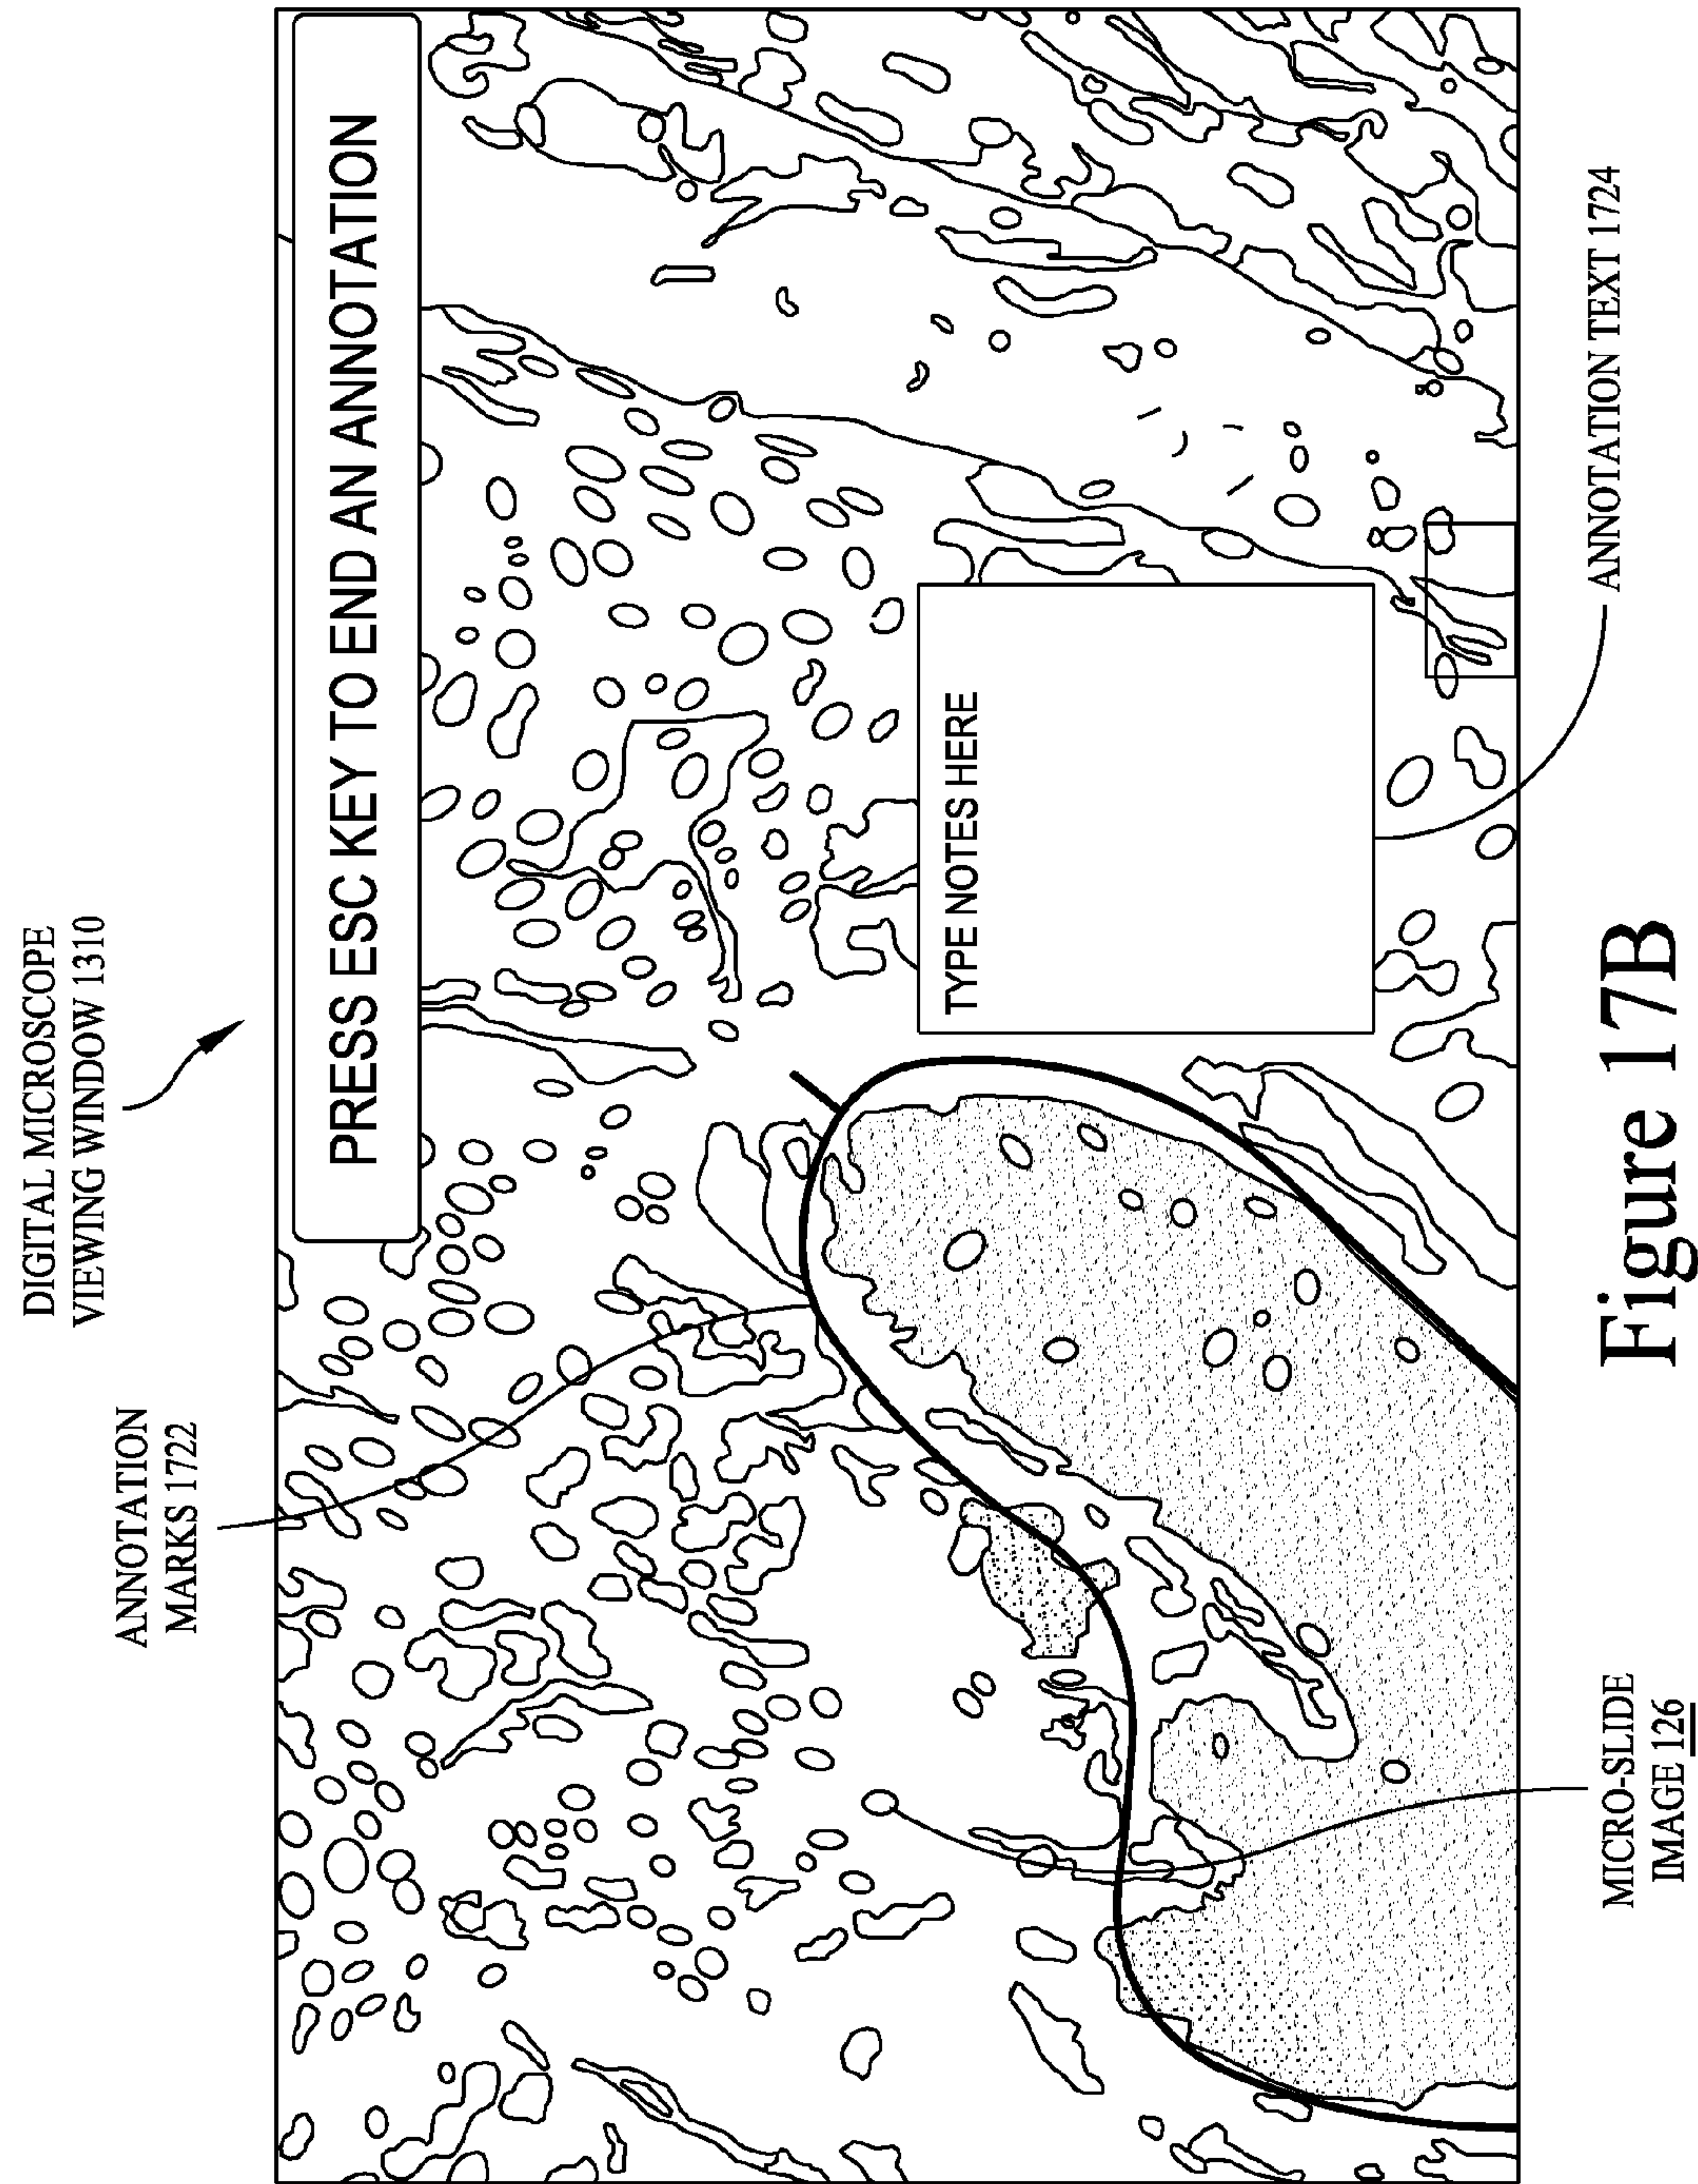 DIGITAL MICROSCOPE
VIEWING WINDOW 1310
ANNOTATION
MARKS 1722
PRESS ESC KEY TO END AN ANNOTATION
TYPE NOTES HERE
MICRO-SLIDE
IMAGE 126
ANNOTATION TEXT 1724
Figure 17B